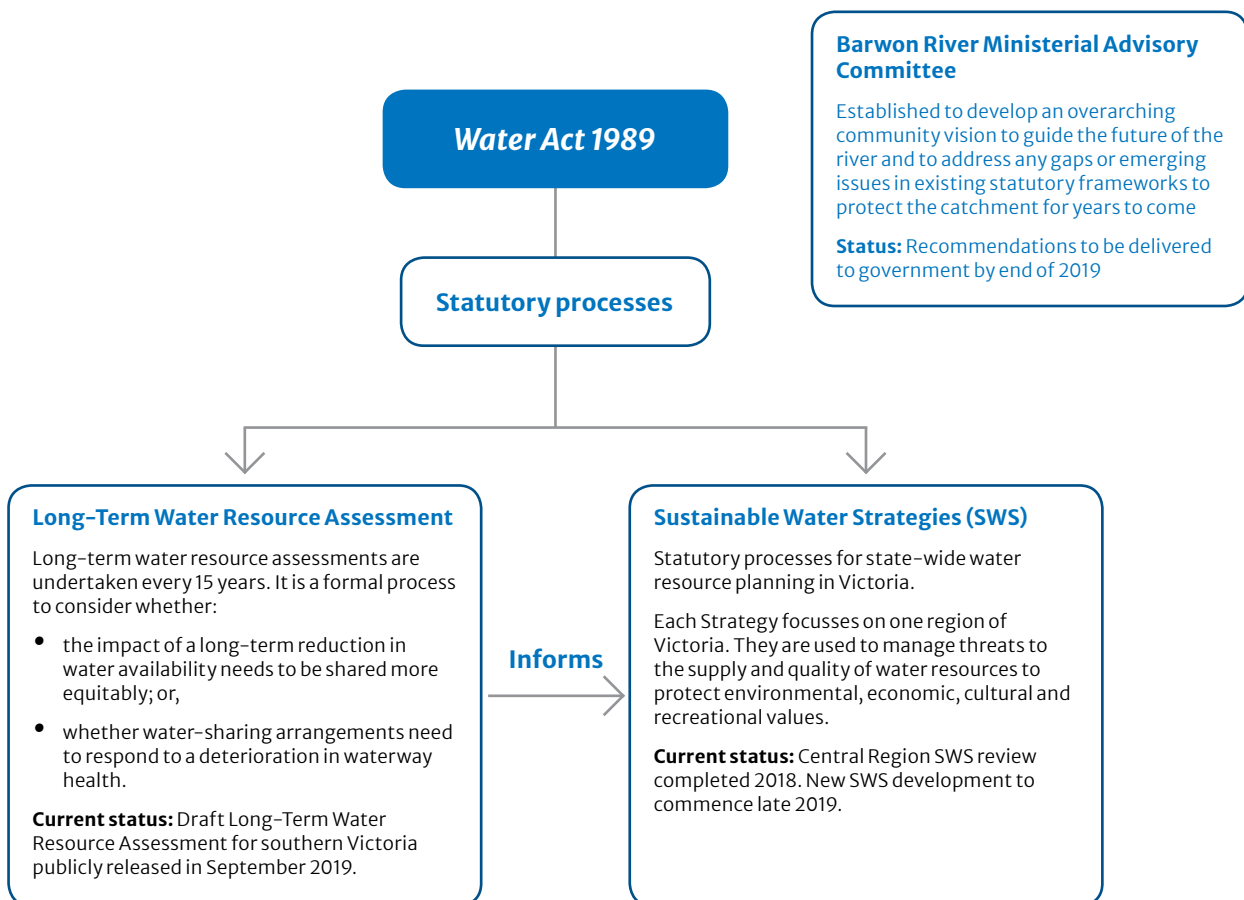 Barwon River Ministerial Advisory
Committee
Established to develop an overarching
community vision to guide the future of the
river and to address any gaps or emerging
issues in existing statutory frameworks to
protect the catchment for years to come
Status: Recommendations to be delivered
to government by end of 2019
Water Act 1989
Statutory processes
Long-Term Water Resource Assessment
Long-term water resource assessments are
undertaken every 15 years. It is a formal process
to consider whether:
• the impact of a long-term reduction in
water availability needs to be shared more
equitably; or,
• whether water-sharing arrangements need
to respond to a deterioration in waterway
health.
Current status: Draft Long-Term Water
Resource Assessment for southern Victoria
publicly released in September 2019.
Informs
Sustainable Water Strategies (SWS)
Statutory processes for state-wide water
resource planning in Victoria.
Each Strategy focusses on one region of
Victoria. They are used to manage threats to
the supply and quality of water resources to
protect environmental, economic, cultural and
recreational values.
Current status: Central Region SWS review
completed 2018. New SWS development to
commence late 2019.